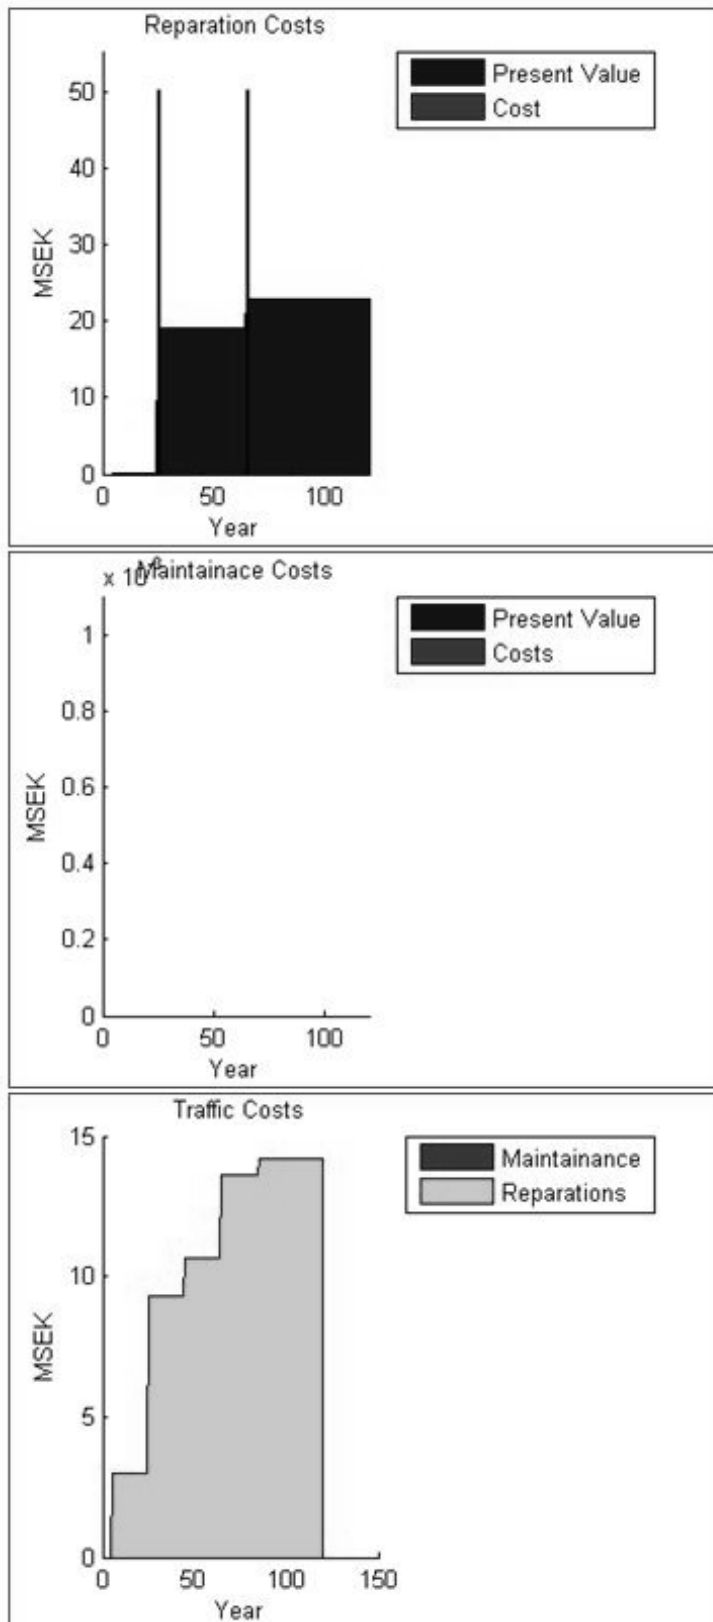 Reparation Costs
Present Value
Cost
50
40
30
20
10
0
MSEK
0 50 100
Year
Maintainace Costs
x 10
Present Value
Costs
1
0.8
0.6
0.4
0.2
0
MSEK
0 50 100
Year
Traffic Costs
Maintainance
Reparations
15
10
5
0
MSEK
0 50 100 150
Year